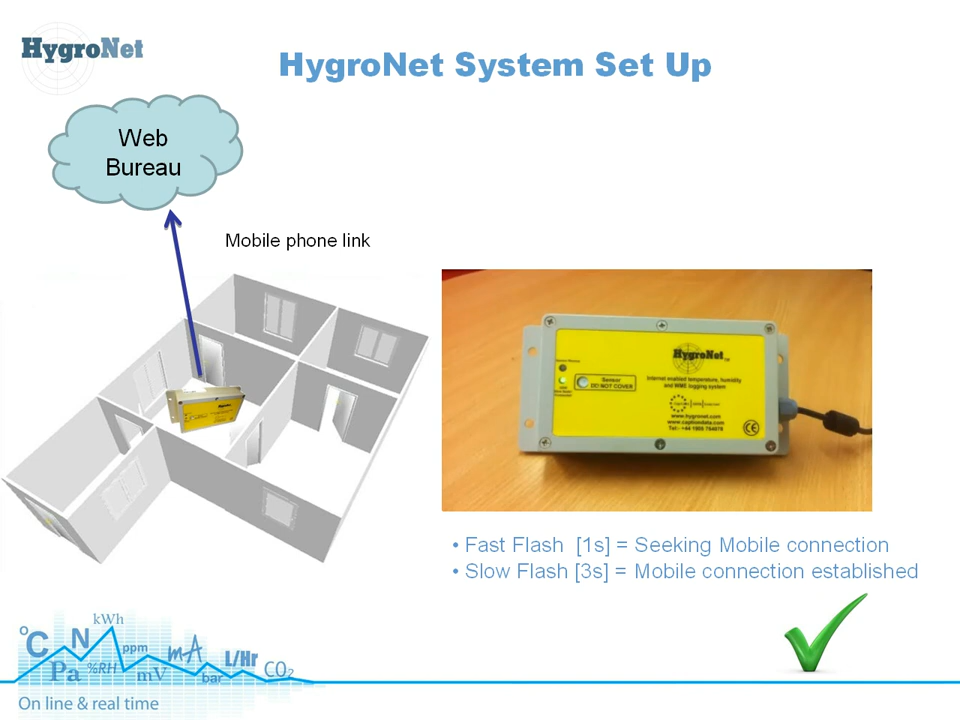 HygroNet
HygroNet System Set Up
Web
Bureau
Mobile phone link
HygroNet
Internet enabled temperature, humidity
and WME logging system
Sensor
DO NOT COVER
www.hygronet.com
www.captiondata.com
CE
• Fast Flash [1s] = Seeking Mobile connection
• Slow Flash [3s] = Mobile connection established
°C
N
kWh
Pa
%RH
ppm
mV
mA
bar
L/Hr
CO2
On line & real time